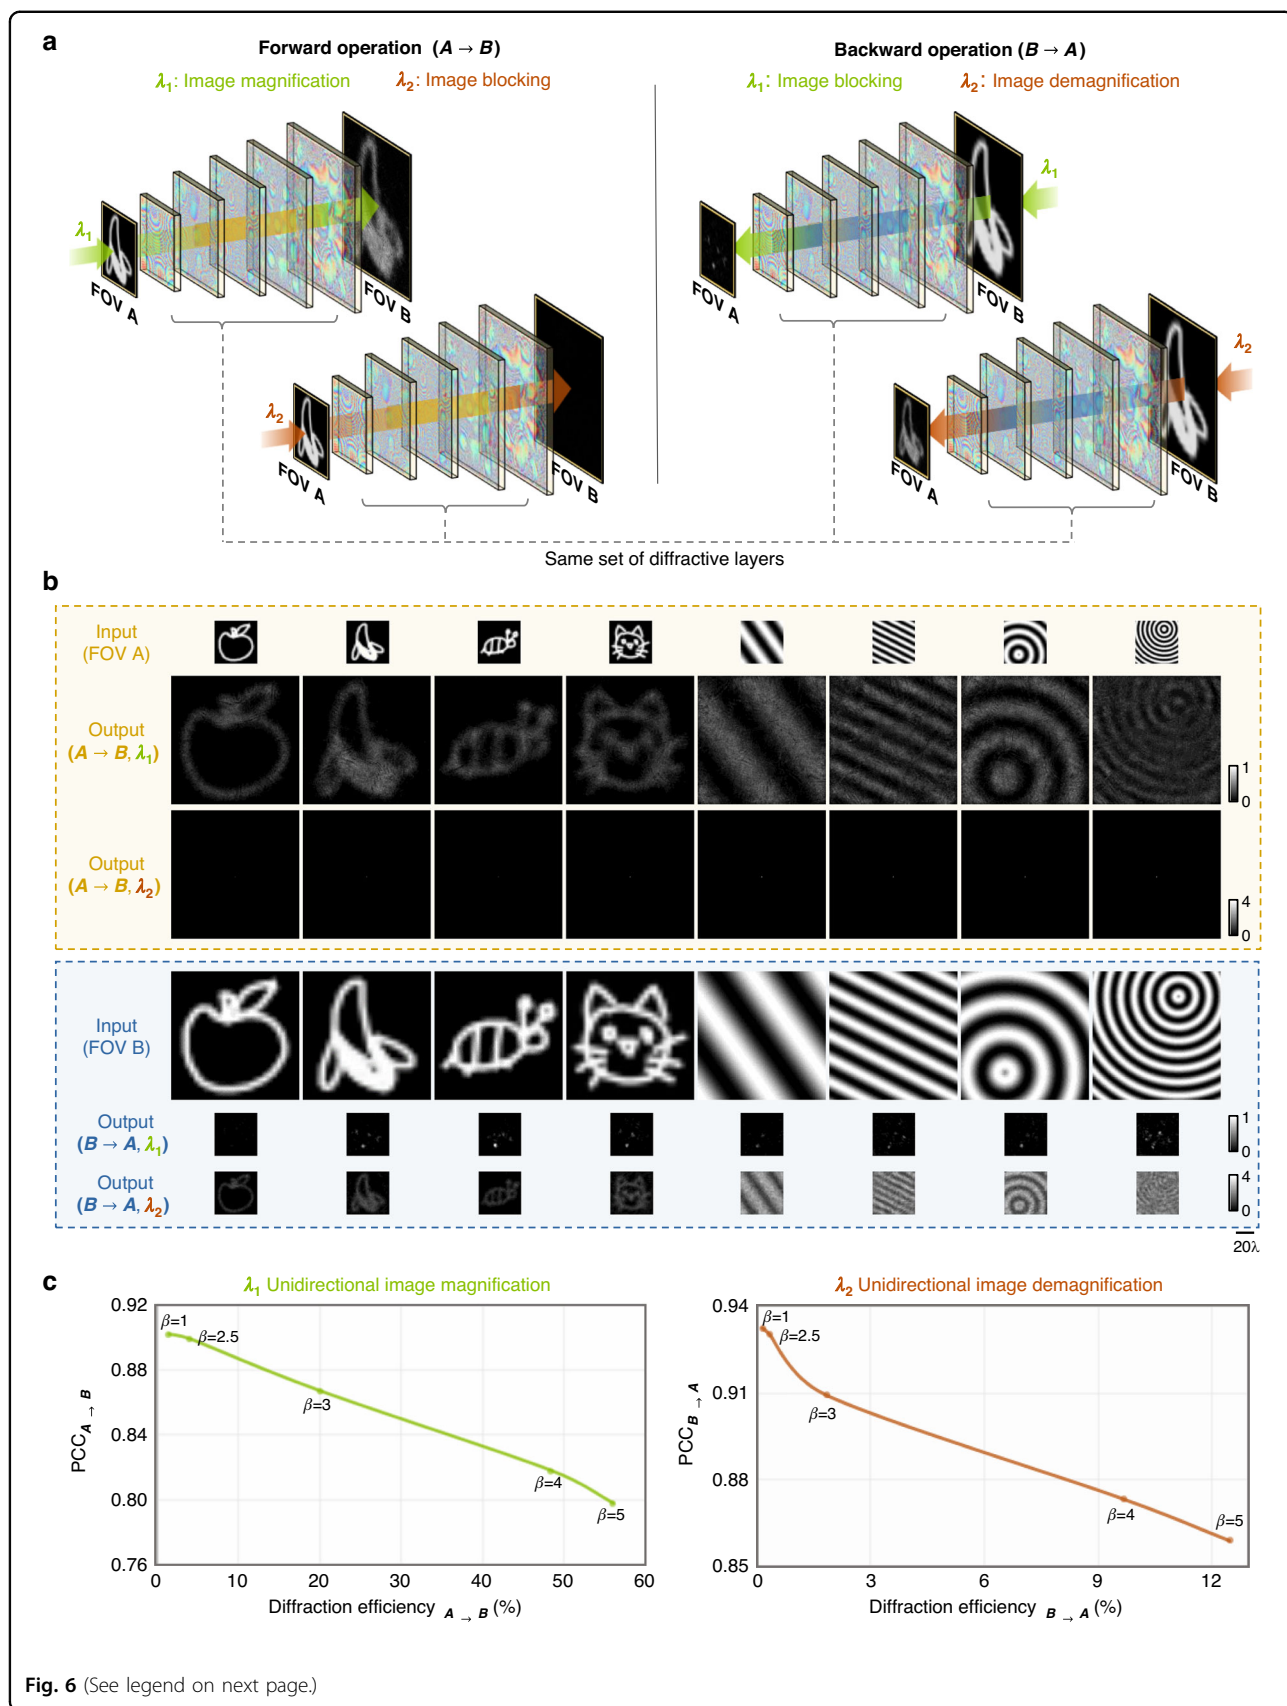 a
Forward operation (A → B)
λ1: Image magnification
λ2: Image blocking
λ1
FOV A
FOV B
λ2
FOV A
FOV B
Backward operation (B → A)
λ1: Image blocking
λ2: Image demagnification
λ1
FOV A
FOV B
λ2
FOV A
FOV B
Same set of diffractive layers
b
Input
(FOV A)
Output
(A → B, λ1)
1
0
Output
(A → B, λ2)
4
0
Input
(FOV B)
Output
(B → A, λ1)
1
0
Output
(B → A, λ2)
4
0
20λ
c
λ1 Unidirectional image magnification
0.92
0.88
0.84
0.80
0.76
PCC A → B
β=1
β=2.5
β=3
β=4
β=5
0 10 20 30 40 50 60
Diffraction efficiency A → B (%)
λ2 Unidirectional image demagnification
0.94
0.91
0.88
0.85
PCC B → A
β=1
β=2.5
β=3
β=4
β=5
0 3 6 9 12
Diffraction efficiency B → A (%)
Fig. 6 (See legend on next page.)